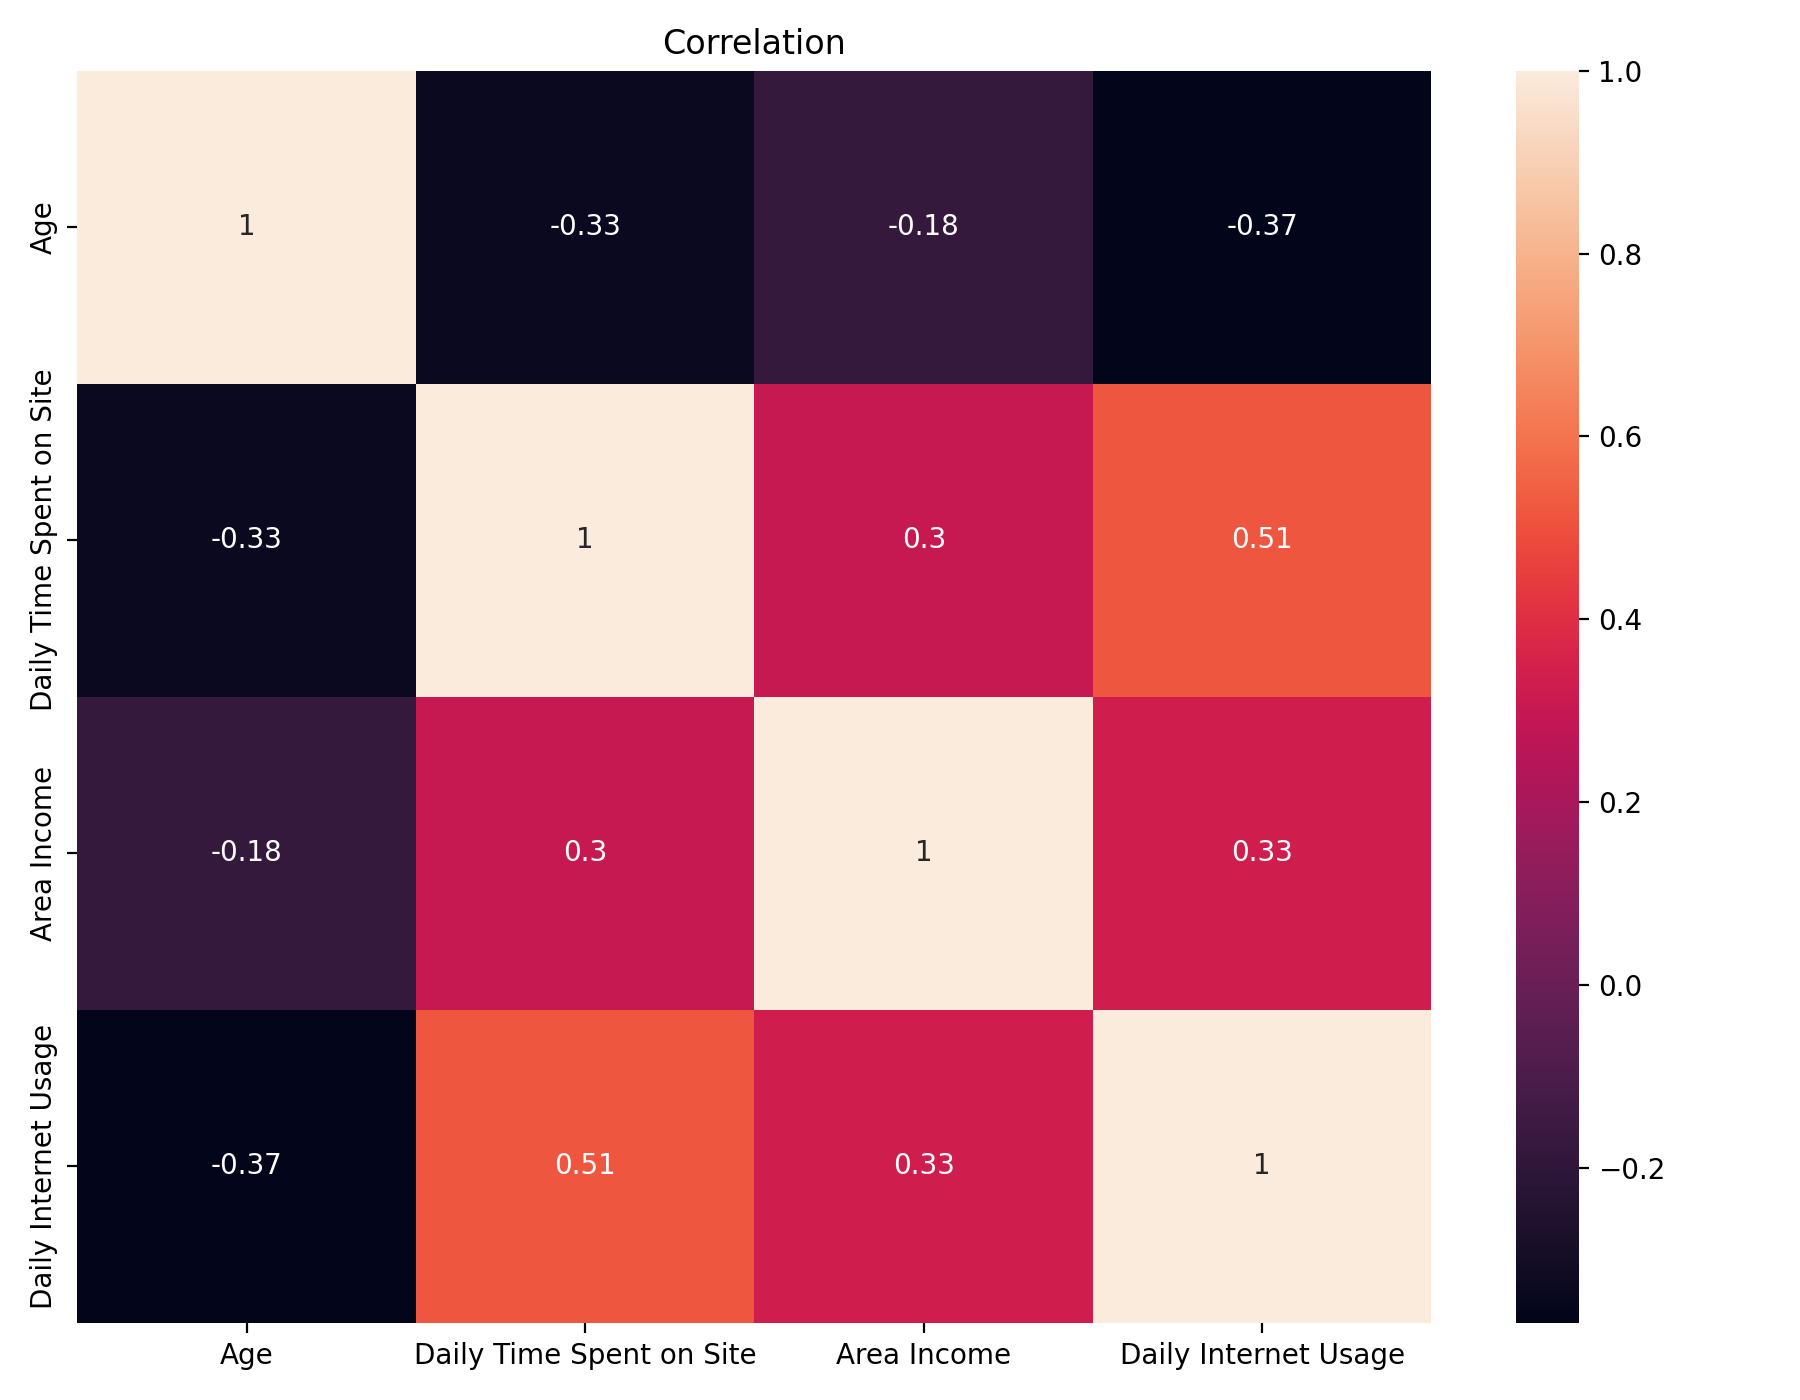 Correlation
Age
1
-0.33
-0.18
-0.37
Daily Time Spent on Site
-0.33
1
0.3
0.51
Area Income
-0.18
0.3
1
0.33
Daily Internet Usage
-0.37
0.51
0.33
1
Age
Daily Time Spent on Site
Area Income
Daily Internet Usage
1.0
0.8
0.6
0.4
0.2
0.0
−0.2